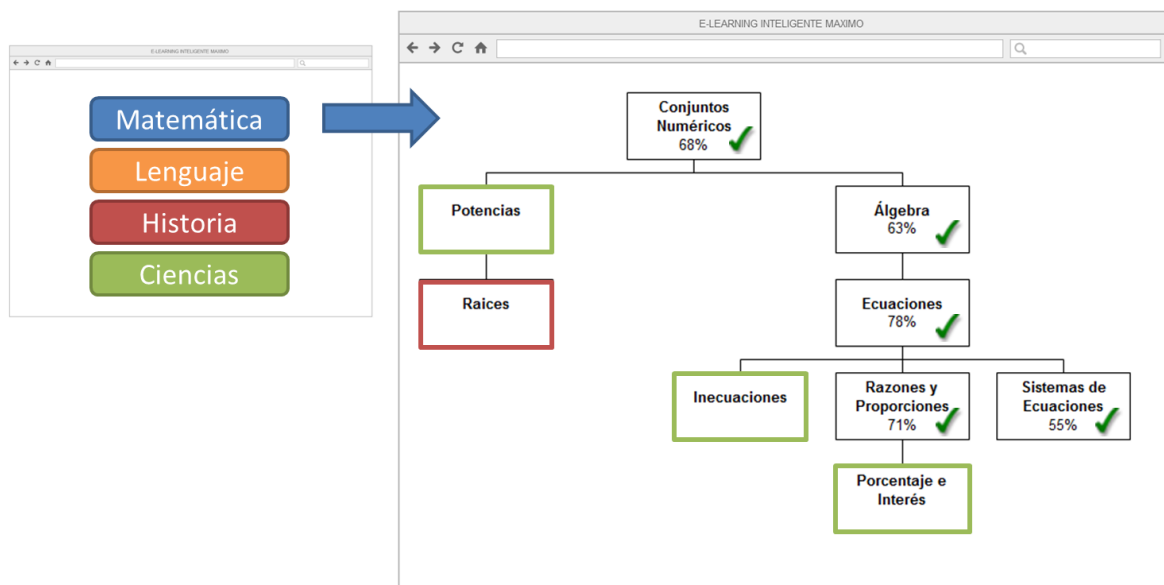 E-LEARNING INTELIGENTE MAXIMO
Matemática
Lenguaje
Historia
Ciencias
E-LEARNING INTELIGENTE MAXIMO
Conjuntos
Numéricos
68%
Potencias
Álgebra
63%
Raices
Ecuaciones
78%
Inecuaciones
Razones y
Proporciones
71%
Sistemas de
Ecuaciones
55%
Porcentaje e
Interés